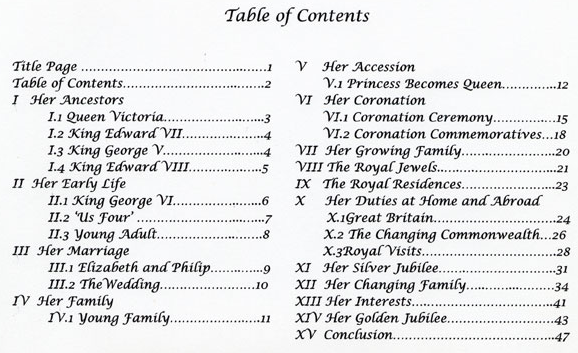 Table of Contents
Title Page ................................................1
Table of Contents....................................2
I Her Ancestors
I.1 Queen Victoria.........................3
I.2 King Edward VII.....................4
I.3 King George V.........................4
I.4 King Edward VIII...................5
II Her Early Life
II.1 King George VI......................6
II.2 'Us Four' ................................7
II.3 Young Adult...........................8
III Her Marriage
III.1 Elizabeth and Philip.............9
III.2 TheWedding.........................10
IV Her Family
IV.1 Young Family.......................11
V Her Accession
V.1 Princess Becomes Queen.............12
VI Her Coronation
VI.1 Coronation Ceremony...............15
VI.2 Coronation Commemoratives...18
VII Her Growing Family......................20
VIII The Royal Jewels...........................21
IX The Royal Residences......................23
X Her Duties at Home and Abroad
X.1Great Britain..............................24
X.2 The Changing Commonwealth...26
X.3Royal Visits.................................28
XI Her Silver Jubilee...........................31
XII Her Changing Family.....................34
XIII Her Interests..................................41
XIV Her Golden Jubilee.........................43
XV Conclusion.....................................47